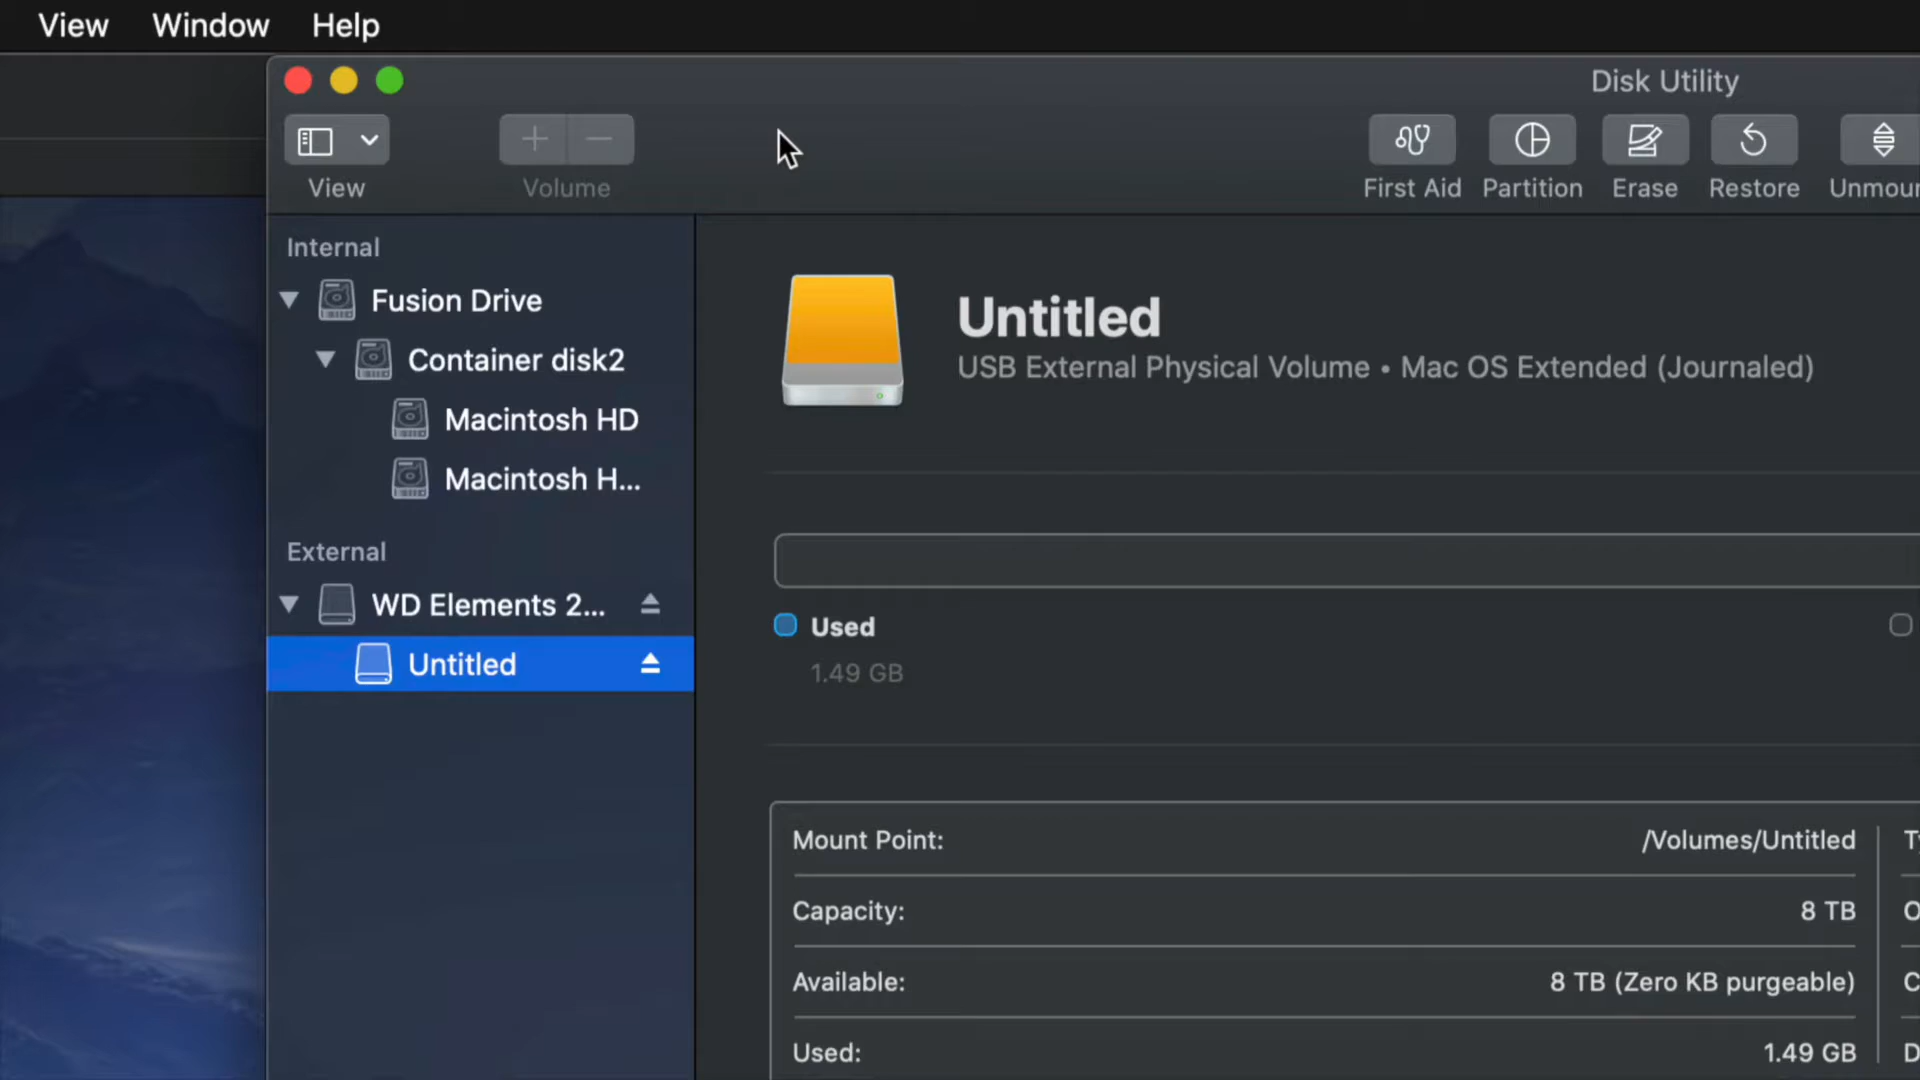 View Window Help
Disk Utility
View
Volume
First Aid
Partition
Erase
Restore
Unmoun
Internal
Fusion Drive
Container disk2
Macintosh HD
Macintosh H...
External
WD Elements 2...
Untitled
Untitled
USB External Physical Volume • Mac OS Extended (Journaled)
Used
1.49 GB
Mount Point: /Volumes/Untitled
Capacity: 8 TB
Available: 8 TB (Zero KB purgeable)
Used: 1.49 GB